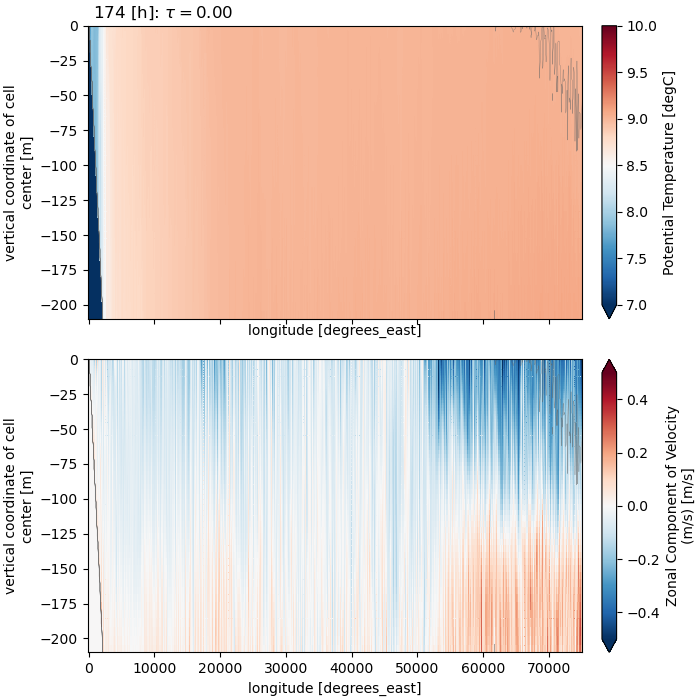 174 [h]: τ = 0.00
0
−25
−50
−75
−100
−125
−150
−175
−200
vertical coordinate of cell
center [m]
longitude [degrees_east]
10.0
9.5
9.0
8.5
8.0
7.5
7.0
Potential Temperature [degC]
0
−25
−50
−75
−100
−125
−150
−175
−200
vertical coordinate of cell
center [m]
0 10000 20000 30000 40000 50000 60000 70000
longitude [degrees_east]
0.4
0.2
0.0
−0.2
−0.4
Zonal Component of Velocity
(m/s) [m/s]